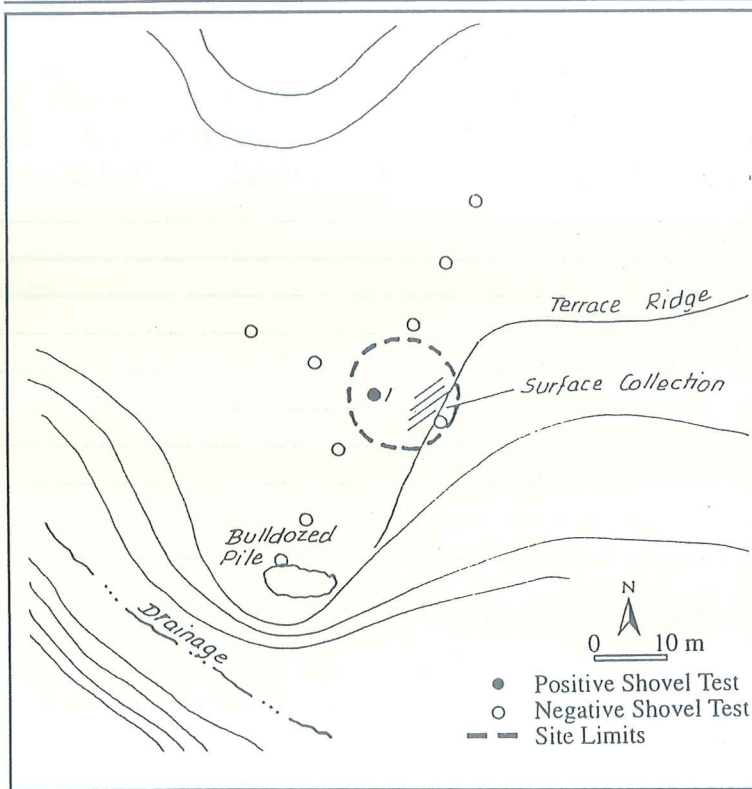 Terrace Ridge
Surface Collection
1
Bulldozed
Pile
Drainage
N
0 10 m
Positive Shovel Test
Negative Shovel Test
Site Limits